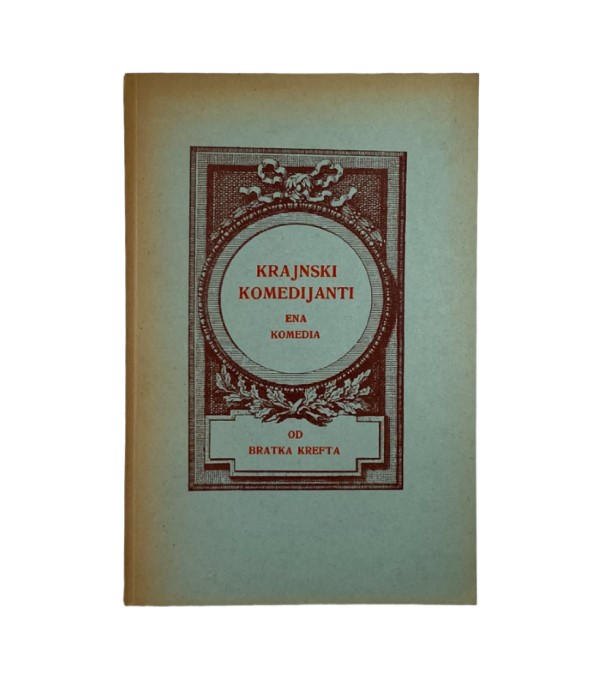 KRAJNSKI
KOMEDIJANTI
ENA
KOMEDIA
OD
BRATKA KREFTA